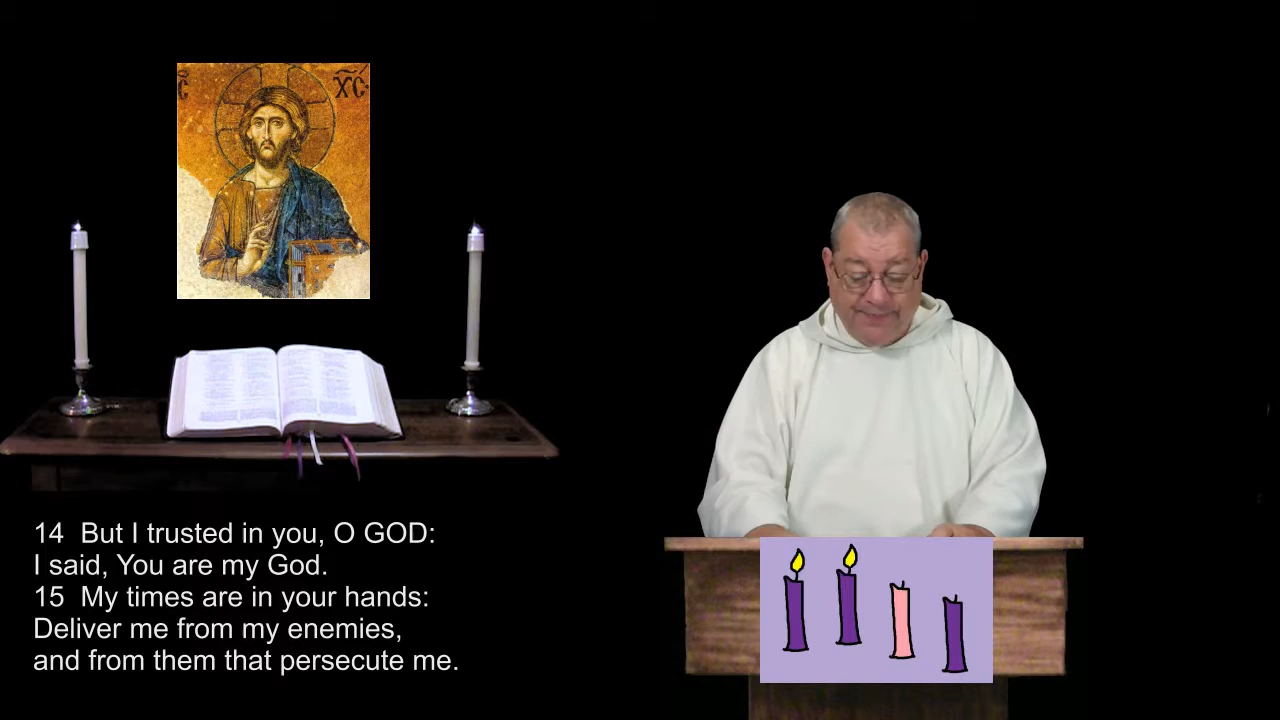 X̃C
14 But I trusted in you, O GOD:
I said, You are my God.
15 My times are in your hands:
Deliver me from my enemies,
and from them that persecute me.